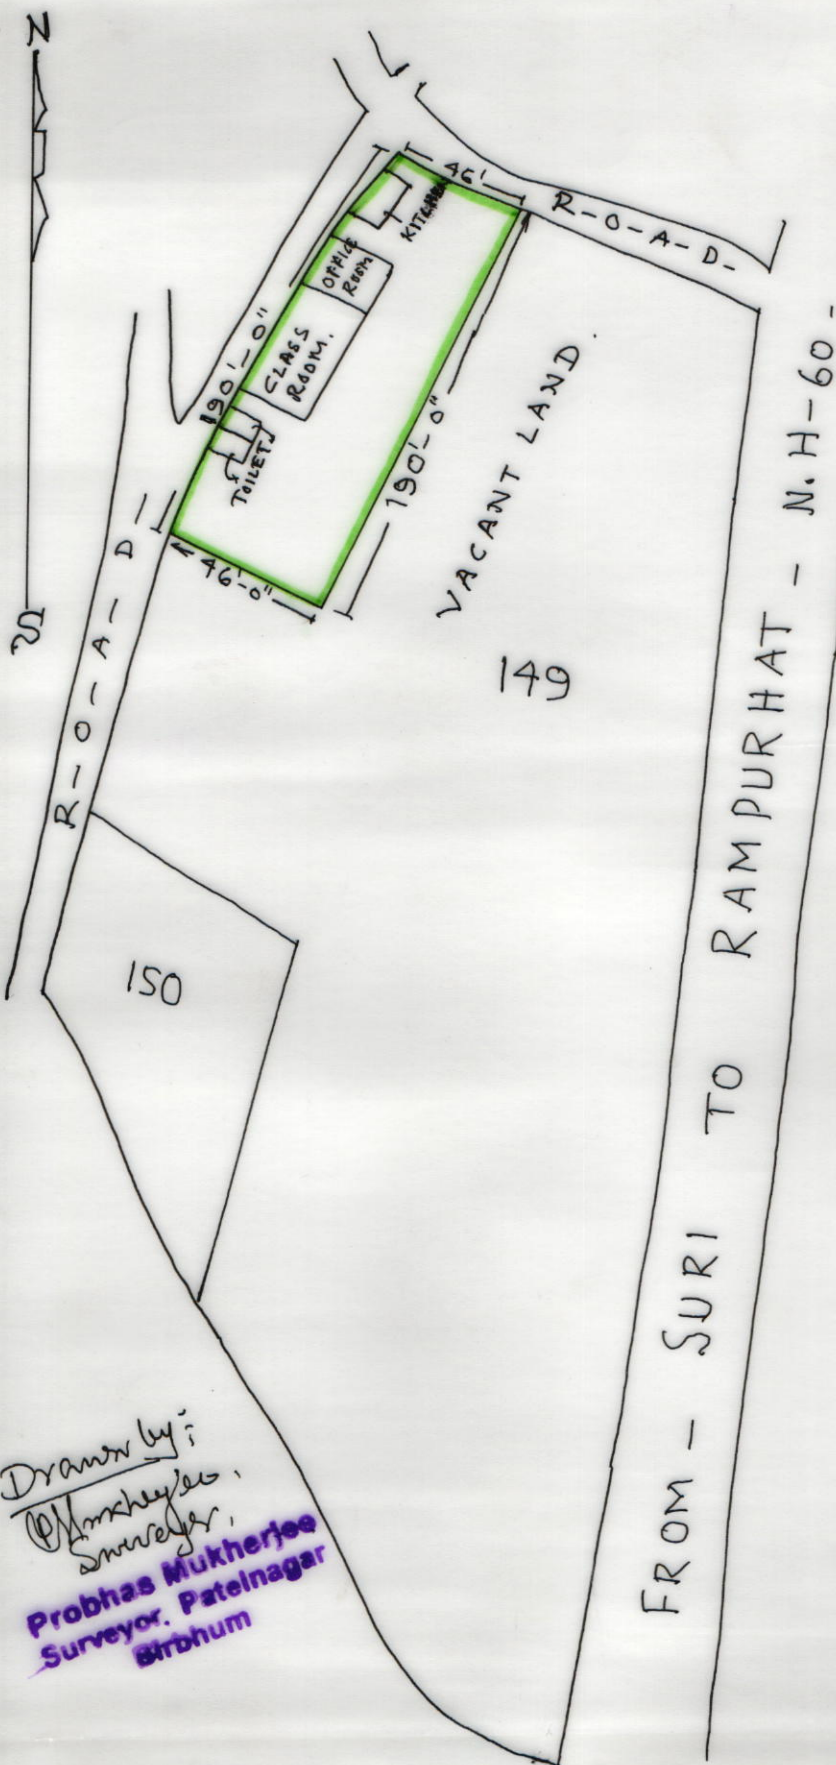 N
46'
R-O-A-D-
KITCHEN
OFFICE
ROOM
190'-0"
CLASS
ROOM.
TOILET
190'-0"
46'-0"
S
VACANT LAND.
149
R-O-A-D-
150
FROM - SURI TO RAMPURHAT - N.H-60-
Drawn by:
PMukherjee.
Surveyor.
Probhas Mukherjee
Surveyor. Patelnagar
Birbhum